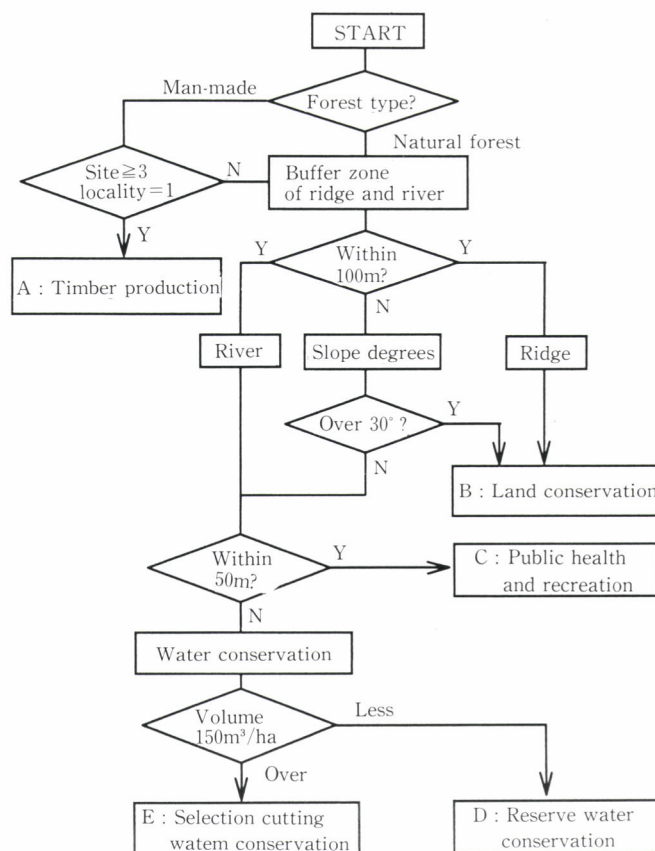 START
Man-made
Forest type?
Natural forest
Site≧3
locality=1
N
Buffer zone
of ridge and river
Y
A : Timber production
Y
Within
100m?
Y
N
River
Slope degrees
Ridge
Over 30°?
Y
N
B : Land conservation
Within
50m?
Y
C : Public health
and recreation
N
Water conservation
Volume
150m³/ha
Less
Over
E : Selection cutting
watem conservation
D : Reserve water
conservation